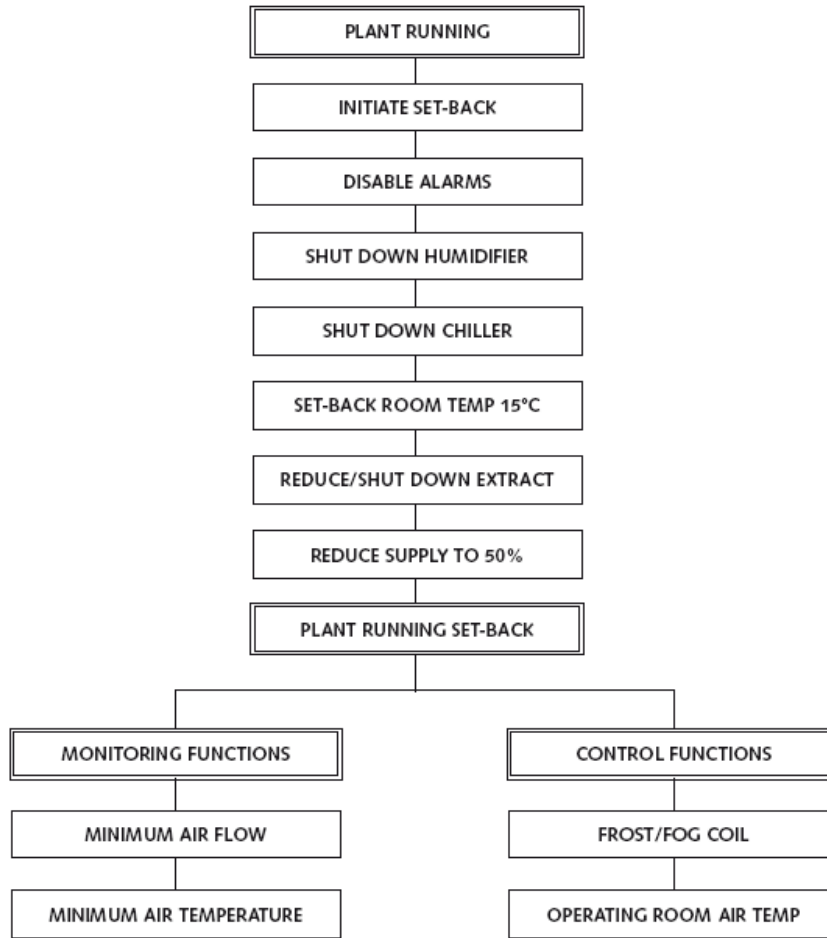 PLANT RUNNING
INITIATE SET-BACK
DISABLE ALARMS
SHUT DOWN HUMIDIFIER
SHUT DOWN CHILLER
SET-BACK ROOM TEMP 15°C
REDUCE/SHUT DOWN EXTRACT
REDUCE SUPPLY TO 50%
PLANT RUNNING SET-BACK
MONITORING FUNCTIONS
CONTROL FUNCTIONS
MINIMUM AIR FLOW
FROST/FOG COIL
MINIMUM AIR TEMPERATURE
OPERATING ROOM AIR TEMP